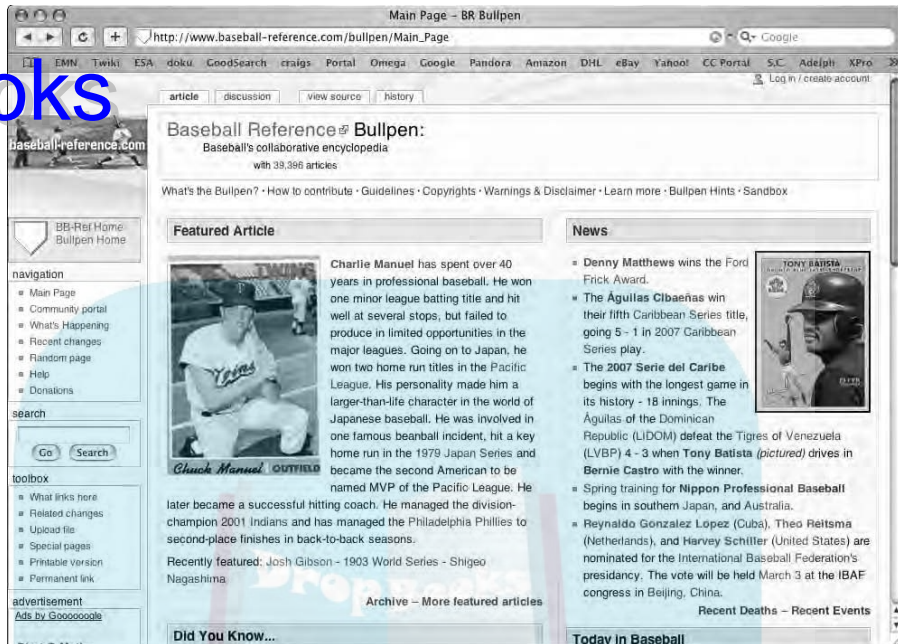 Main Page – BR Bullpen
http://www.baseball-reference.com/bullpen/Main_Page
Google
EMN Twiki ESA doku GoodSearch craigs Portal Omega Google Pandora Amazon DHL eBay Yahoo! CC Portal S.C. Adelph XPro
Log in / create account
oks
article discussion view source history
baseball-reference.com
Baseball Reference Bullpen:
Baseball's collaborative encyclopedia
with 39,396 articles
What's the Bullpen? · How to contribute · Guidelines · Copyrights · Warnings & Disclaimer · Learn more · Bullpen Hints · Sandbox
BB-Ref Home
Bullpen Home
navigation
Main Page
Community portal
What's Happening
Recent changes
Random page
Help
Donations
search
Go Search
toolbox
What links here
Related changes
Upload file
Special pages
Printable version
Permanent link
advertisement
Ads by Goooooogle
Featured Article
TWINS
Twins
Chuck Manuel OUTFIELD
Charlie Manuel has spent over 40
years in professional baseball. He won
one minor league batting title and hit
well at several stops, but failed to
produce in limited opportunities in the
major leagues. Going on to Japan, he
won two home run titles in the Pacific
League. His personality made him a
larger-than-life character in the world of
Japanese baseball. He was involved in
one famous beanball incident, hit a key
home run in the 1979 Japan Series and
became the second American to be
named MVP of the Pacific League. He
later became a successful hitting coach. He managed the division-
champion 2001 Indians and has managed the Philadelphia Phillies to
second-place finishes in back-to-back seasons.
Recently featured: Josh Gibson - 1903 World Series - Shigeo
Nagashima
DropBooks
Archive – More featured articles
Did You Know...
News
Denny Matthews wins the Ford
Frick Award.
The Águilas Cibaeñas win
their fifth Caribbean Series title,
going 5 - 1 in 2007 Caribbean
Series play.
The 2007 Serie del Caribe
begins with the longest game in
its history - 18 innings. The
Águilas of the Dominican
Republic (LIDOM) defeat the Tigres of Venezuela
(LVBP) 4 - 3 when Tony Batista (pictured) drives in
Bernie Castro with the winner.
Spring training for Nippon Professional Baseball
begins in southern Japan, and Australia.
Reynaldo Gonzalez Lopez (Cuba), Theo Reitsma
(Netherlands), and Harvey Schiller (United States) are
nominated for the International Baseball Federation's
presidancy. The vote will be held March 3 at the IBAF
congress in Beijing, China.
Recent Deaths – Recent Events
TONY BATISTA
Today in Baseball